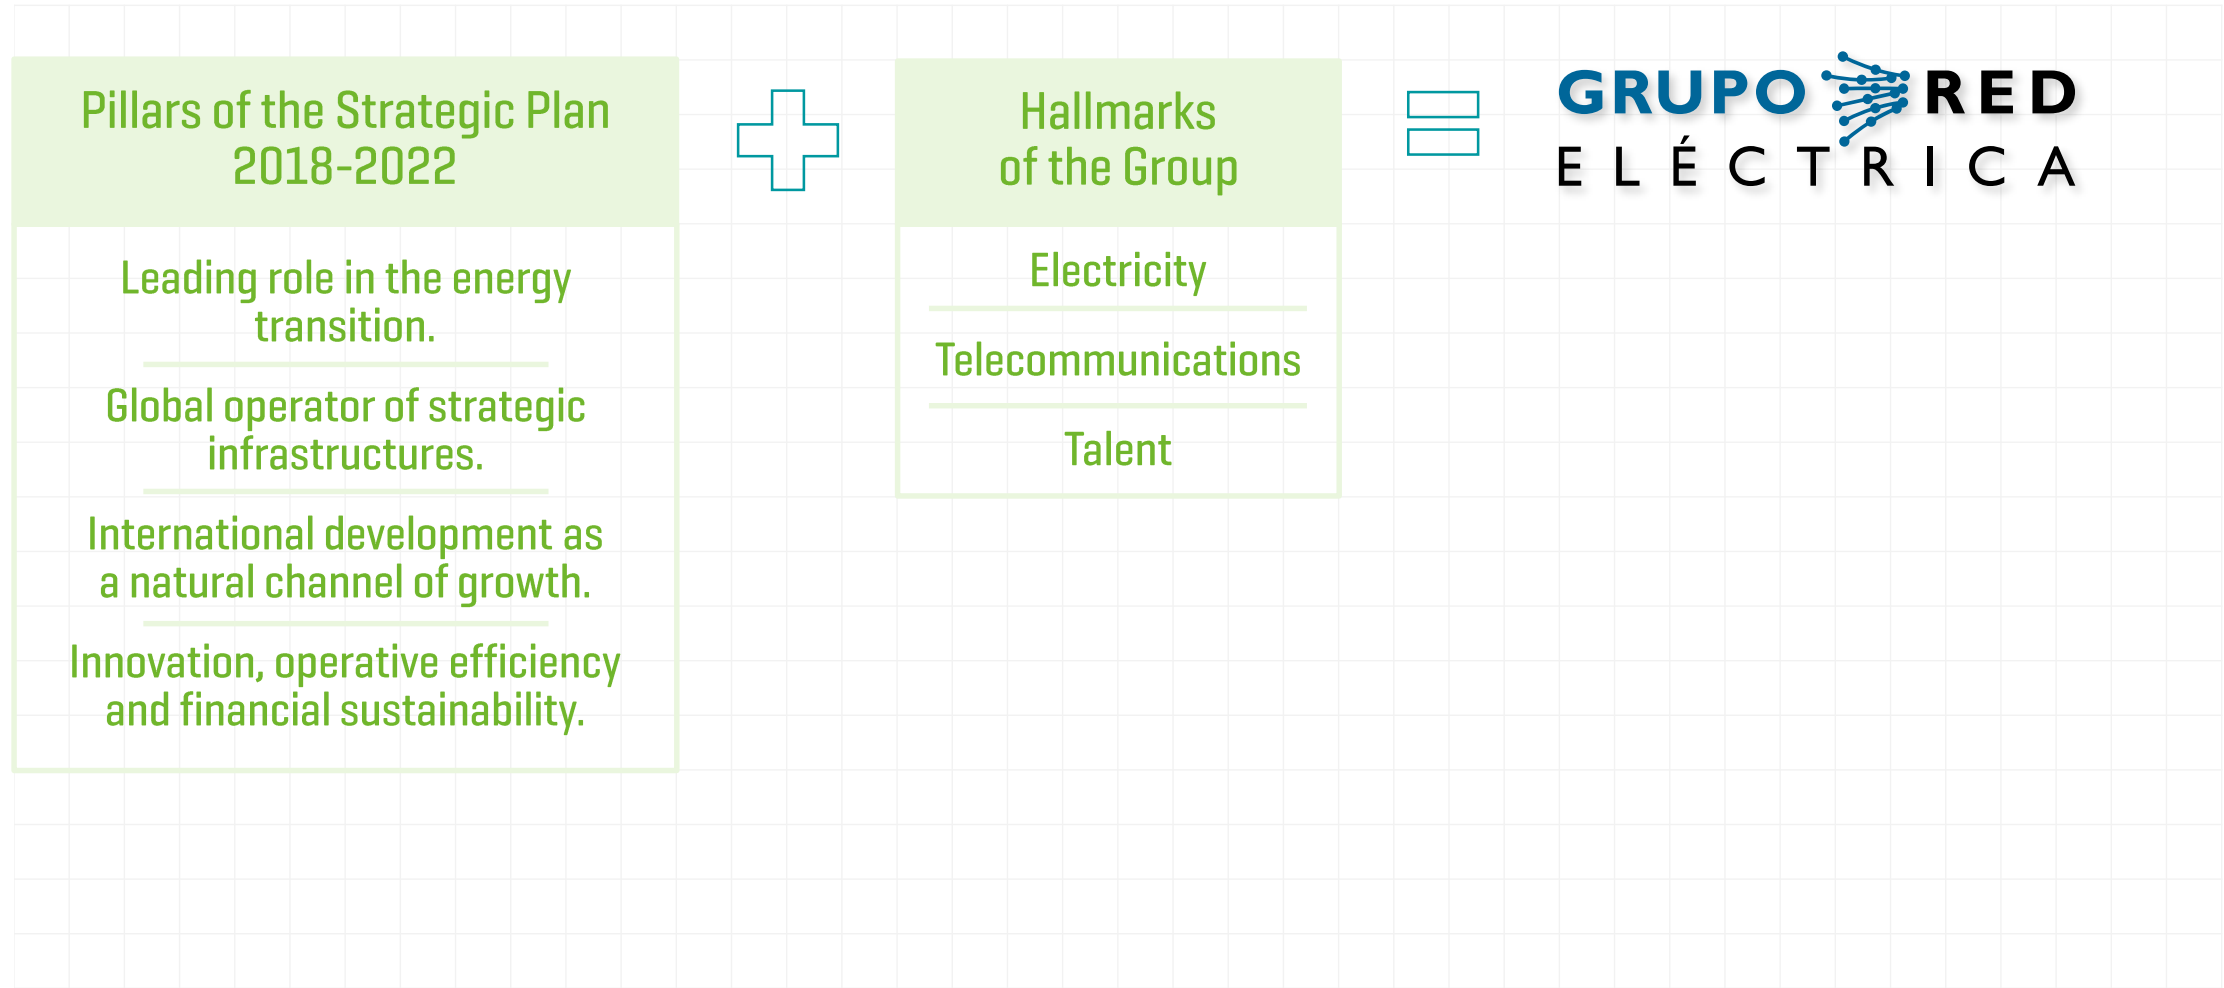 Pillars of the Strategic Plan
2018-2022
Leading role in the energy
transition.
Global operator of strategic
infrastructures.
International development as
a natural channel of growth.
Innovation, operative efficiency
and financial sustainability.
Hallmarks
of the Group
Electricity
Telecommunications
Talent
GRUPO RED
ELÉCTRICA